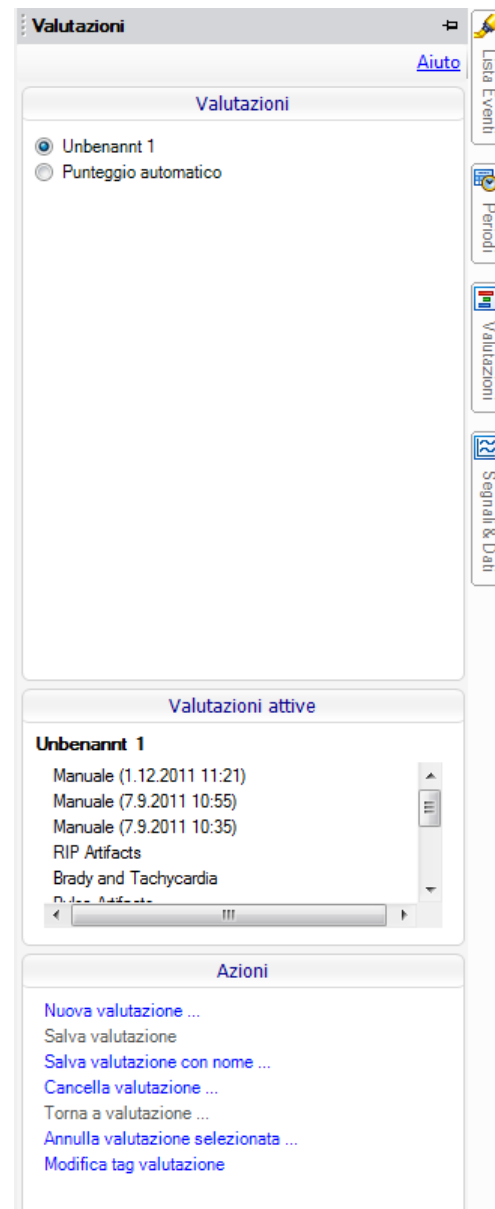 Valutazioni
Aiuto
Valutazioni
Unbenannt 1
Punteggio automatico
Valutazioni attive
Unbenannt 1
Manuale (1.12.2011 11:21)
Manuale (7.9.2011 10:55)
Manuale (7.9.2011 10:35)
RIP Artifacts
Brady and Tachycardia
Azioni
Nuova valutazione ...
Salva valutazione
Salva valutazione con nome ...
Cancella valutazione ...
Torna a valutazione ...
Annulla valutazione selezionata ...
Modifica tag valutazione
Lista Eventi
Periodi
Valutazioni
Segnali & Dati